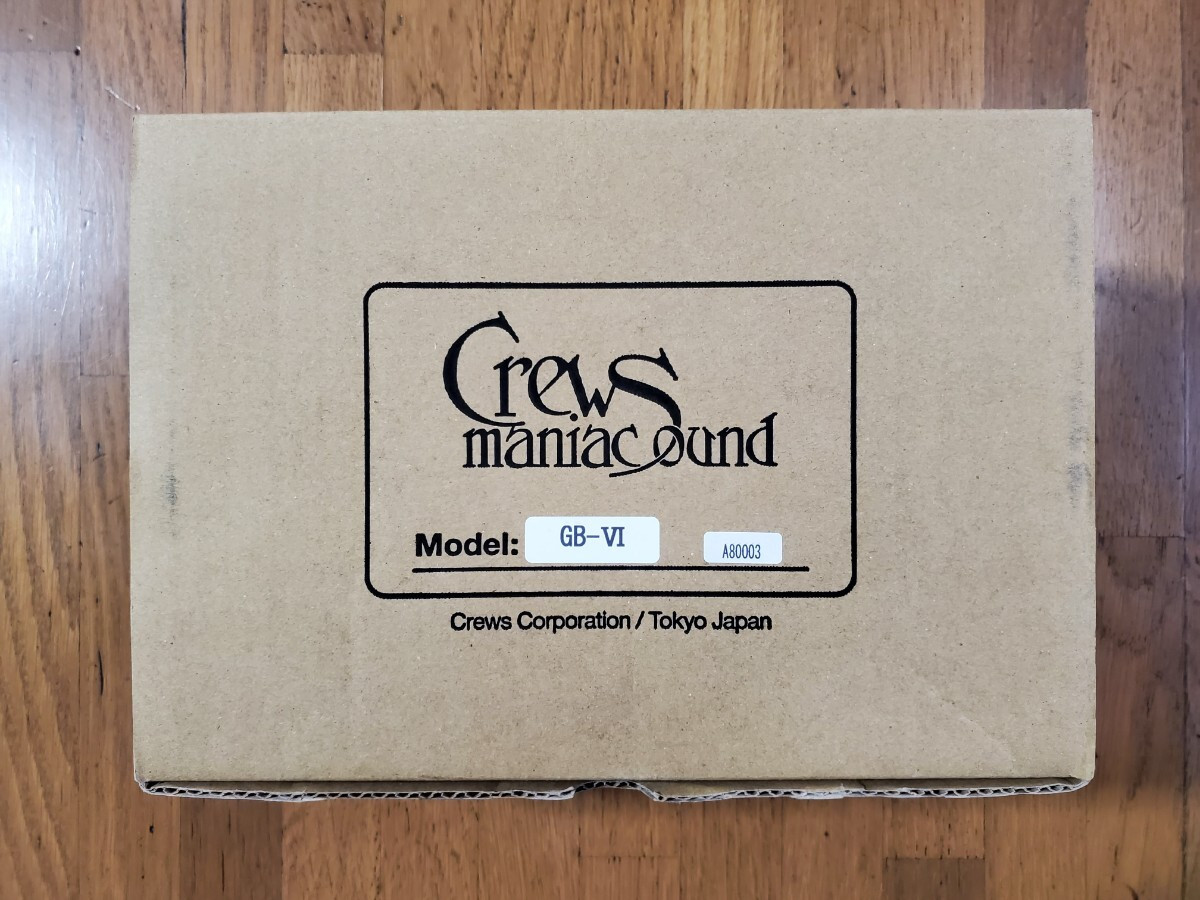 Crews
maniac Sound
Model: GB-VI A80003
Crews Corporation / Tokyo Japan